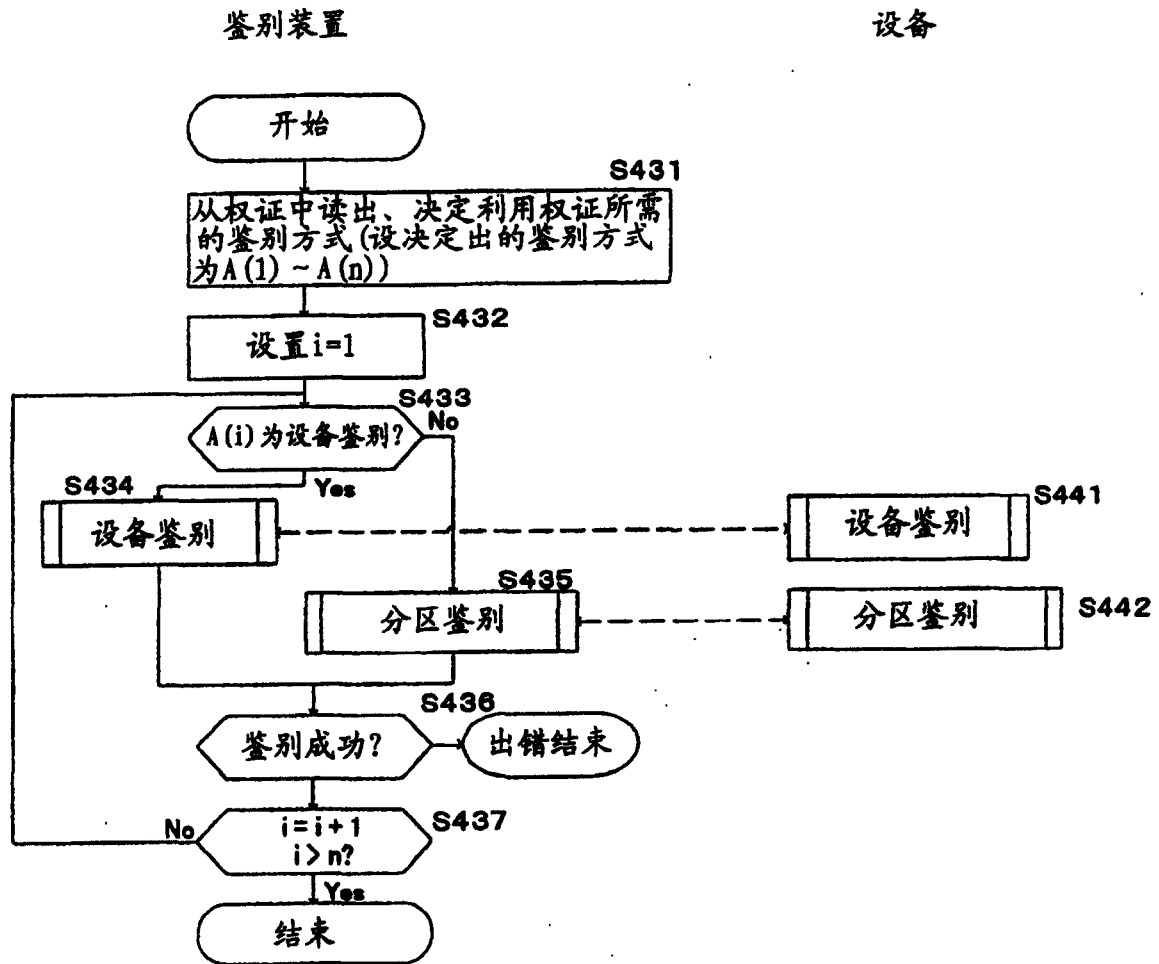 鉴别装置
设备
开始
S431
从权证中读出、决定利用权证所需
的鉴别方式(设决定出的鉴别方式
为A(1) ~ A(n))
S432
设置i=1
S433
A(i)为设备鉴别?
No
Yes
S434
设备鉴别
S441
设备鉴别
S435
分区鉴别
S442
分区鉴别
S436
鉴别成功?
出错结束
S437
i=i+1
i>n?
No
Yes
结束